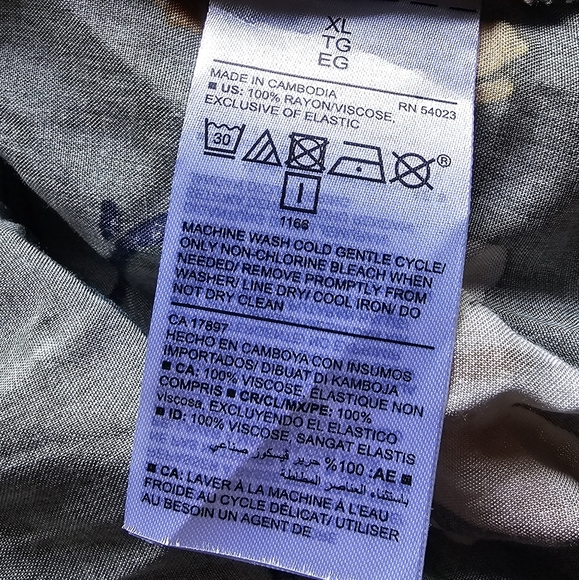 XL
TG
EG
MADE IN CAMBODIA RN 54023
■ US: 100% RAYON/VISCOSE,
EXCLUSIVE OF ELASTIC
30 ®
1166
MACHINE WASH COLD GENTLE CYCLE/
ONLY NON-CHLORINE BLEACH WHEN
NEEDED/ REMOVE PROMPTLY FROM
WASHER/ LINE DRY/ COOL IRON/ DO
NOT DRY CLEAN
CA 17897
HECHO EN CAMBOYA CON INSUMOS
IMPORTADOS/ DIBUAT DI KAMBOJA
■ CA: 100% VISCOSE, ÉLASTIQUE NON
COMPRIS ■ CR/CL/MX/PE: 100%
viscosa, EXCLUYENDO EL ELASTICO
■ ID: 100% VISCOSE, SANGAT ELASTIS
■ AE: %100 حرير فيسكوز صناعي
باستثناء العناصر المطاطة
■ CA: LAVER À LA MACHINE À L'EAU
FROIDE AU CYCLE DÉLICAT/ UTILISER
AU BESOIN UN AGENT DE